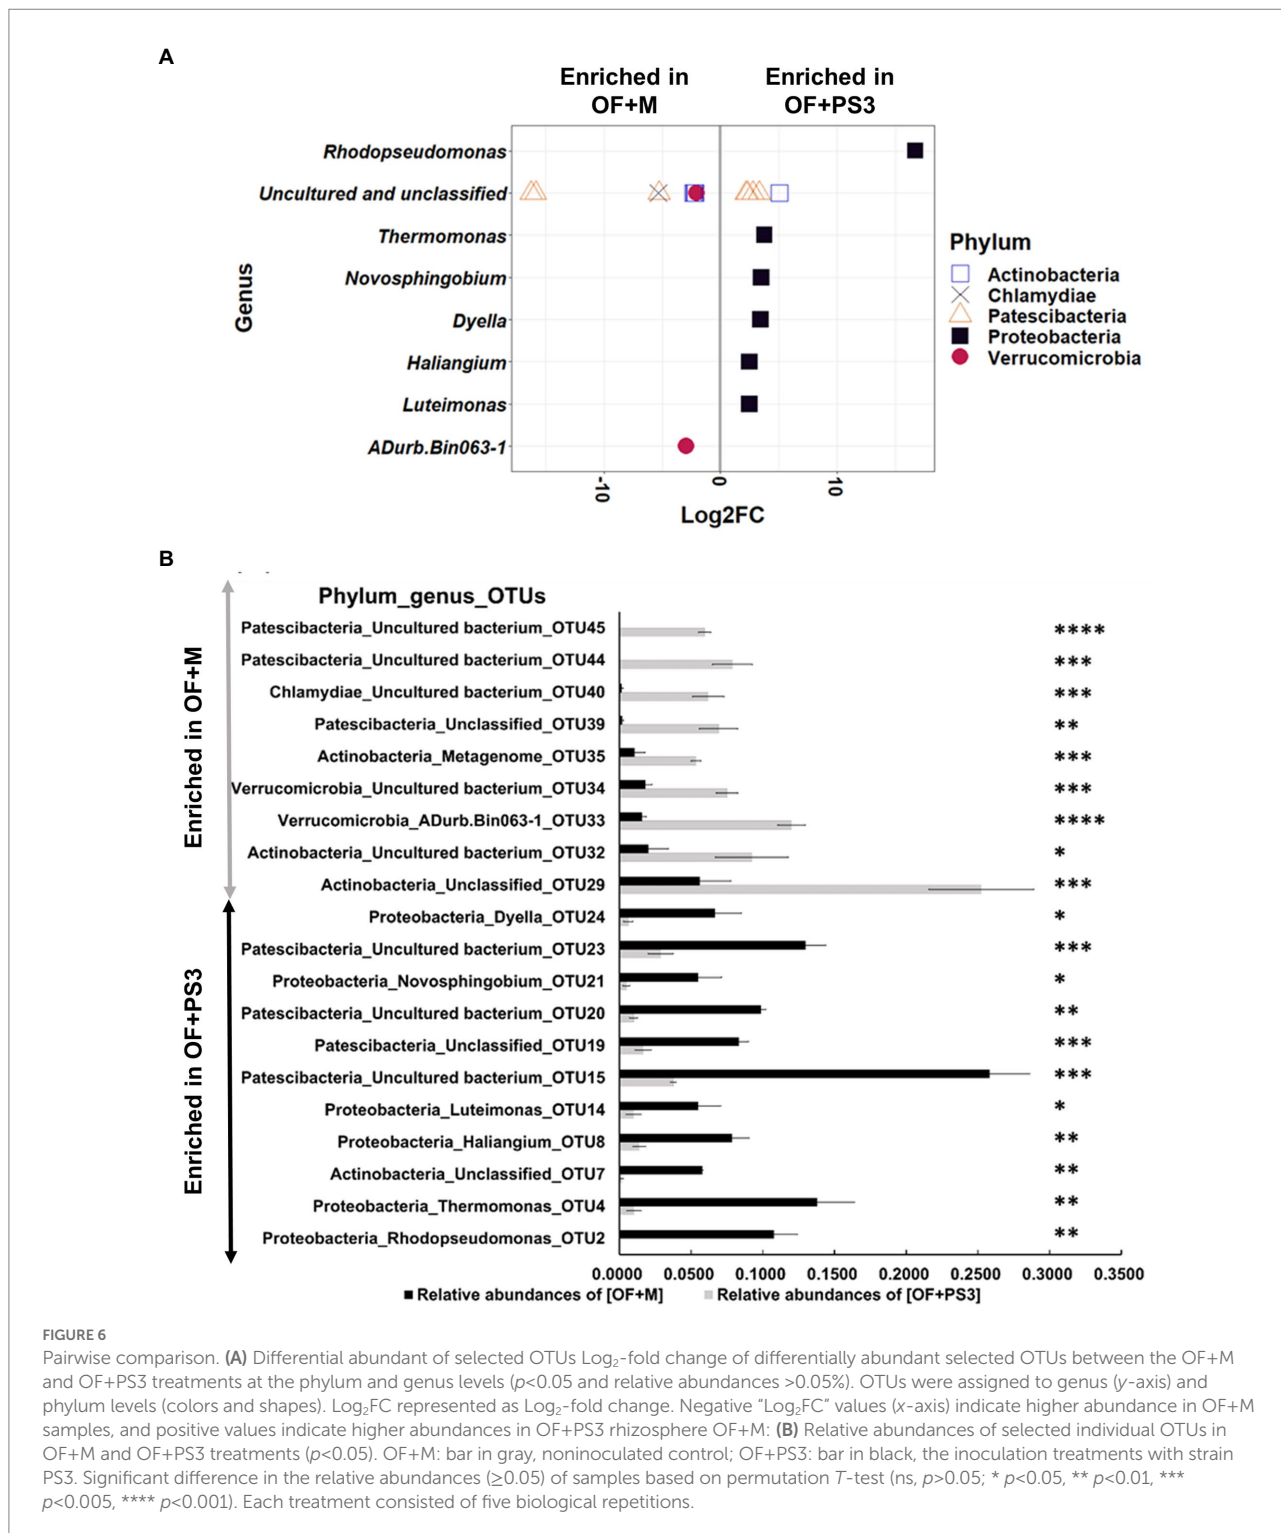 A
Enriched in
OF+M
Enriched in
OF+PS3
Genus
Rhodopseudomonas
Uncultured and unclassified
Thermomonas
Novosphingobium
Dyella
Haliangium
Luteimonas
ADurb.Bin063-1
-10
0
10
Log2FC
Phylum
Actinobacteria
Chlamydiae
Patescibacteria
Proteobacteria
Verrucomicrobia
B
Phylum_genus_OTUs
Enriched in OF+M
Enriched in OF+PS3
Patescibacteria_Uncultured bacterium_OTU45 ****
Patescibacteria_Uncultured bacterium_OTU44 ***
Chlamydiae_Uncultured bacterium_OTU40 ***
Patescibacteria_Unclassified_OTU39 **
Actinobacteria_Metagenome_OTU35 ***
Verrucomicrobia_Uncultured bacterium_OTU34 ***
Verrucomicrobia_ADurb.Bin063-1_OTU33 ****
Actinobacteria_Uncultured bacterium_OTU32 *
Actinobacteria_Unclassified_OTU29 ***
Proteobacteria_Dyella_OTU24 *
Patescibacteria_Uncultured bacterium_OTU23 ***
Proteobacteria_Novosphingobium_OTU21 *
Patescibacteria_Uncultured bacterium_OTU20 **
Patescibacteria_Unclassified_OTU19 ***
Patescibacteria_Uncultured bacterium_OTU15 ***
Proteobacteria_Luteimonas_OTU14 *
Proteobacteria_Haliangium_OTU8 **
Actinobacteria_Unclassified_OTU7 **
Proteobacteria_Thermomonas_OTU4 **
Proteobacteria_Rhodopseudomonas_OTU2 **
0.0000 0.0500 0.1000 0.1500 0.2000 0.2500 0.3000 0.3500
Relative abundances of [OF+M] Relative abundances of [OF+PS3]
FIGURE 6
Pairwise comparison. (A) Differential abundant of selected OTUs Log₂-fold change of differentially abundant selected OTUs between the OF+M
and OF+PS3 treatments at the phylum and genus levels (p<0.05 and relative abundances >0.05%). OTUs were assigned to genus (y-axis) and
phylum levels (colors and shapes). Log₂FC represented as Log₂-fold change. Negative "Log₂FC" values (x-axis) indicate higher abundance in OF+M
samples, and positive values indicate higher abundances in OF+PS3 rhizosphere OF+M: (B) Relative abundances of selected individual OTUs in
OF+M and OF+PS3 treatments (p<0.05). OF+M: bar in gray, noninoculated control; OF+PS3: bar in black, the inoculation treatments with strain
PS3. Significant difference in the relative abundances (≥0.05) of samples based on permutation T-test (ns, p>0.05; * p<0.05, ** p<0.01, ***
p<0.005, **** p<0.001). Each treatment consisted of five biological repetitions.